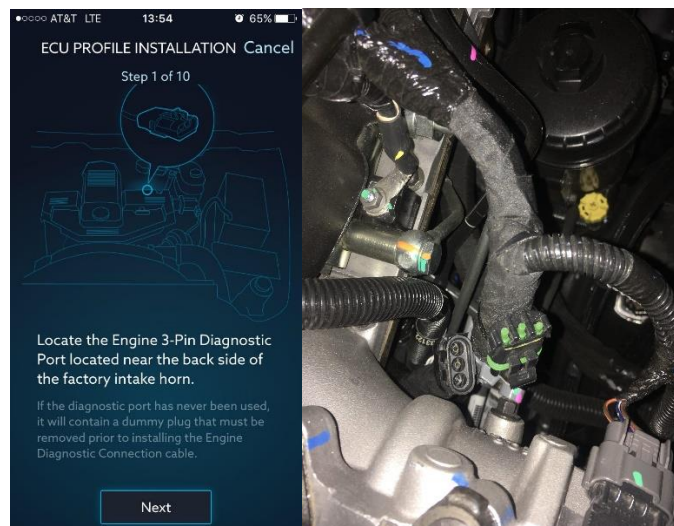 AT&T LTE 13:54 65%
ECU PROFILE INSTALLATION Cancel
Step 1 of 10
Locate the Engine 3-Pin Diagnostic
Port located near the back side of
the factory intake horn.
If the diagnostic port has never been used,
it will contain a dummy plug that must be
removed prior to installing the Engine
Diagnostic Connection cable.
Next